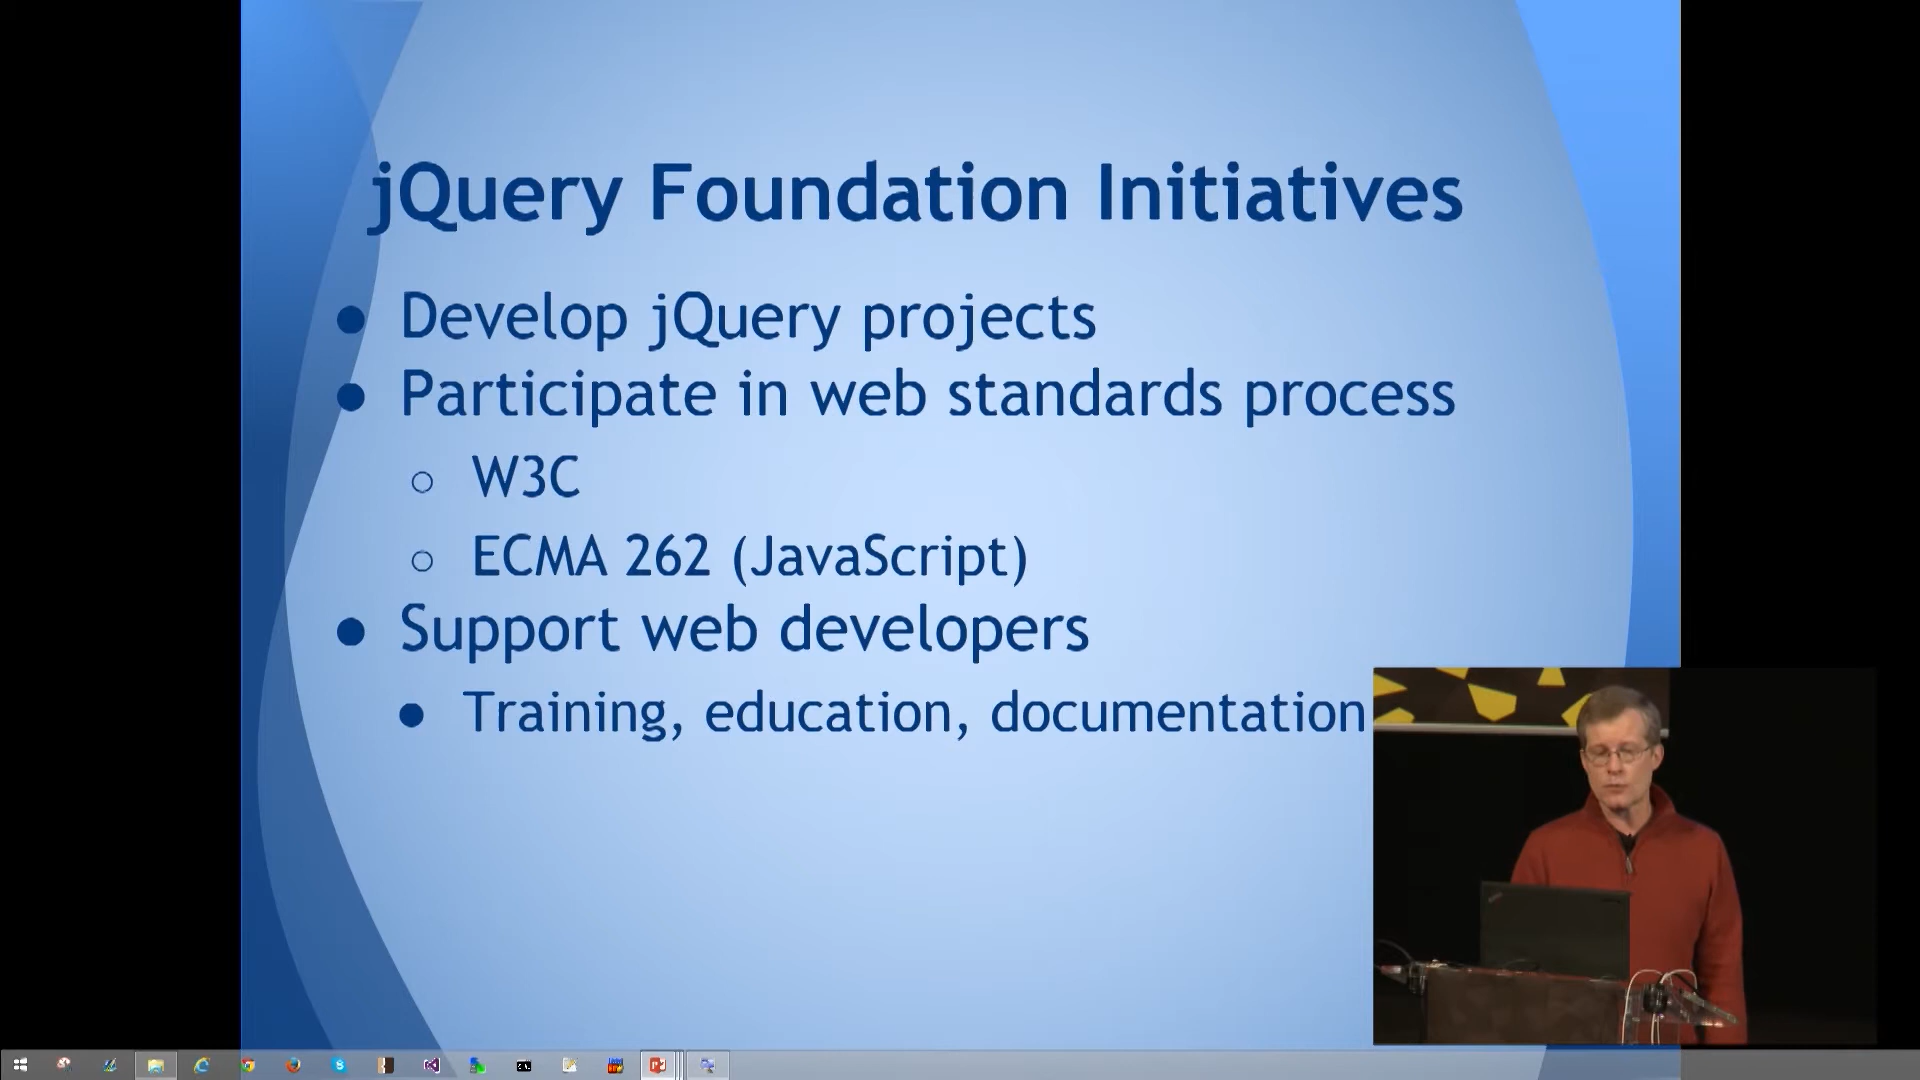 jQuery Foundation Initiatives
● Develop jQuery projects
● Participate in web standards process
○ W3C
○ ECMA 262 (JavaScript)
● Support web developers
● Training, education, documentation